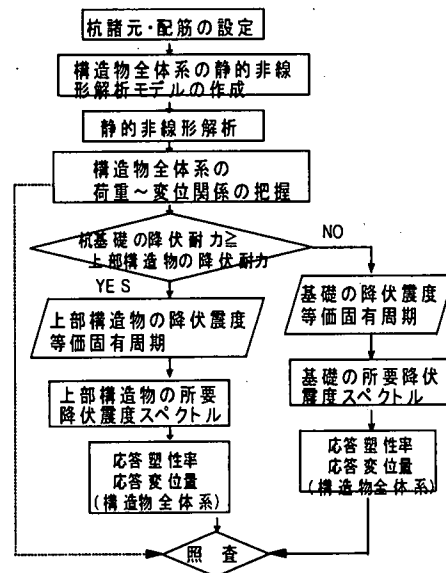 杭諸元・配筋の設定
構造物全体系の静的非線
形解析モデルの作成
静的非線形解析
構造物全体系の
荷重～変位関係の把握
杭基礎の降伏耐力≧
上部構造物の降伏耐力
NO
YES
上部構造物の降伏震度
等価固有周期
基礎の降伏震度
等価固有周期
上部構造物の所要
降伏震度スペクトル
基礎の所要降伏
震度スペクトル
応答塑性率
応答変位量
(構造物全体系)
応答塑性率
応答変位量
(構造物全体系)
照査